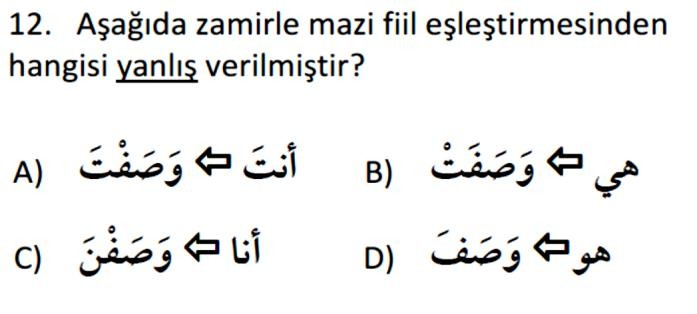 12. Aşağıda zamirle mazi fiil eşleştirmesinden
hangisi yanlış verilmiştir?
A) أنتَ ⇦ وَصَفْتَ B) هي ⇦ وَصَفَتْ
C) أنا ⇦ وَصَفْنَ D) هو ⇦ وَصَفَ